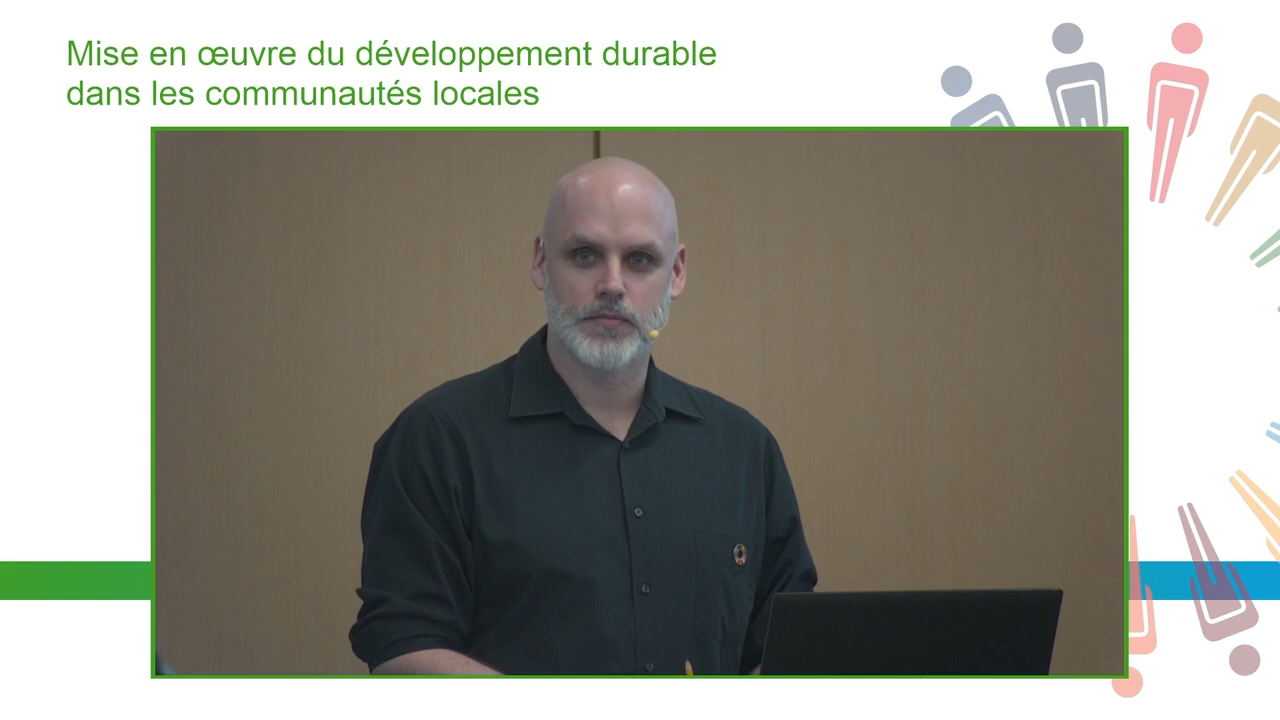 Mise en œuvre du développement durable
dans les communautés locales